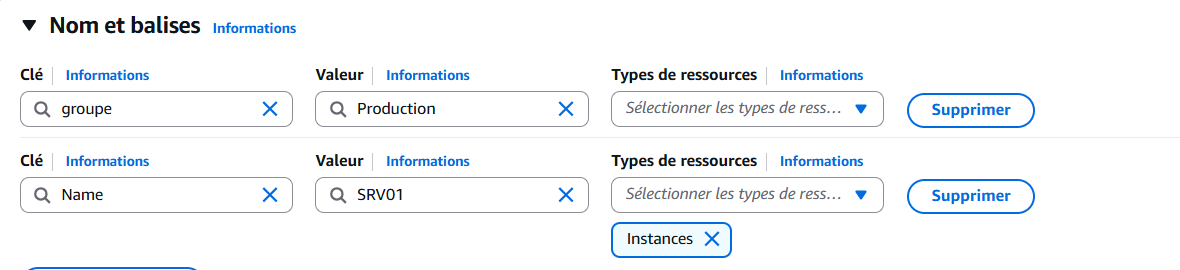 Nom et balises Informations
Clé Informations Valeur Informations Types de ressources Informations
groupe Production Sélectionner les types de ress... Supprimer
Clé Informations Valeur Informations Types de ressources Informations
Name SRV01 Sélectionner les types de ress... Supprimer
Instances